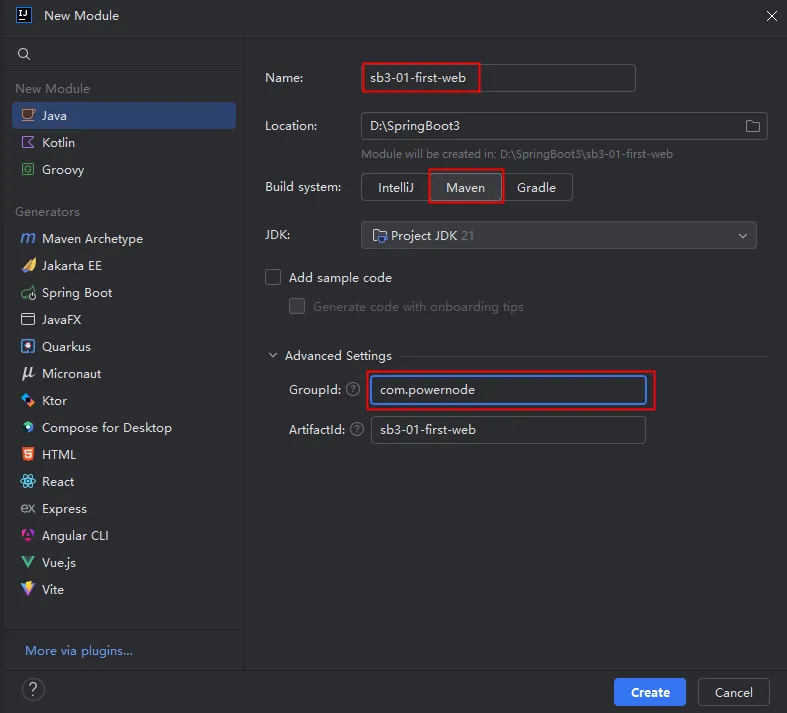 New Module
New Module
Java
Kotlin
Groovy
Generators
Maven Archetype
Jakarta EE
Spring Boot
JavaFX
Quarkus
Micronaut
Ktor
Compose for Desktop
HTML
React
Express
Angular CLI
Vue.js
Vite
More via plugins...
Name: sb3-01-first-web
Location: D:\SpringBoot3
Module will be created in: D:\SpringBoot3\sb3-01-first-web
Build system: IntelliJ Maven Gradle
JDK: Project JDK 21
Add sample code
Generate code with onboarding tips
Advanced Settings
GroupId: ? com.powernode
ArtifactId: ? sb3-01-first-web
? Create Cancel